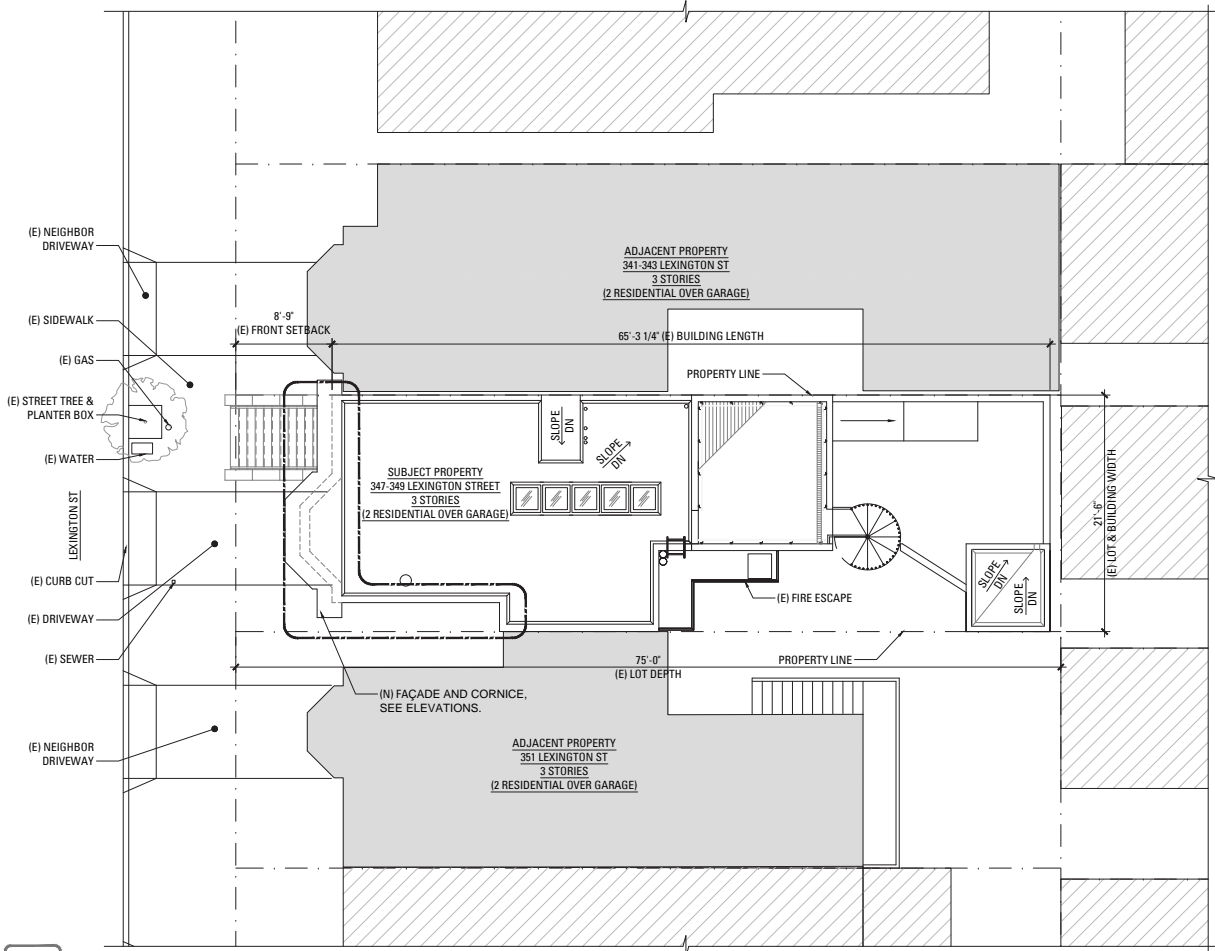 (E) NEIGHBOR
DRIVEWAY
(E) SIDEWALK
(E) GAS
(E) STREET TREE &
PLANTER BOX
(E) WATER
LEXINGTON ST
(E) CURB CUT
(E) DRIVEWAY
(E) SEWER
(E) NEIGHBOR
DRIVEWAY
8'-9"
(E) FRONT SETBACK
ADJACENT PROPERTY
341-343 LEXINGTON ST
3 STORIES
(2 RESIDENTIAL OVER GARAGE)
65'-3 1/4" (E) BUILDING LENGTH
PROPERTY LINE
SLOPE
DN
SLOPE
DN
SUBJECT PROPERTY
347-349 LEXINGTON STREET
3 STORIES
(2 RESIDENTIAL OVER GARAGE)
21'-6"
(E) LOT & BUILDING WIDTH
SLOPE
DN
SLOPE
DN
(E) FIRE ESCAPE
PROPERTY LINE
75'-0"
(E) LOT DEPTH
(N) FAÇADE AND CORNICE,
SEE ELEVATIONS.
ADJACENT PROPERTY
351 LEXINGTON ST
3 STORIES
(2 RESIDENTIAL OVER GARAGE)